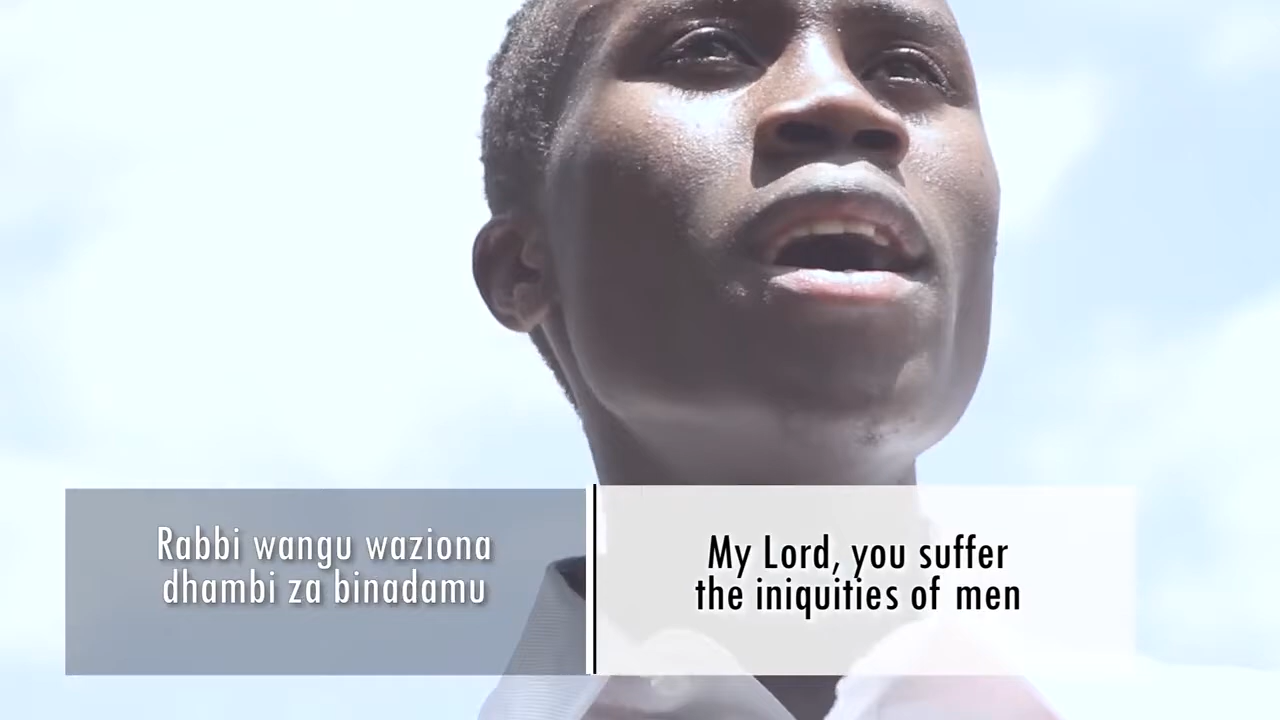 Rabbi wangu waziona
dhambi za binadamu
My Lord, you suffer
the iniquities of men